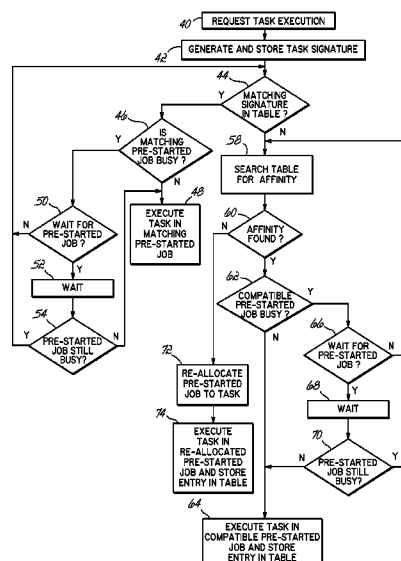 40
REQUEST TASK EXECUTION
42
GENERATE AND STORE TASK SIGNATURE
44
MATCHING
SIGNATURE
IN TABLE ?
Y
N
46
IS
MATCHING
PRE-STARTED
JOB BUSY ?
Y
N
58
SEARCH TABLE
FOR AFFINITY
48
EXECUTE
TASK IN
MATCHING
PRE-STARTED
JOB
50
WAIT FOR
PRE-STARTED
JOB ?
N
Y
60
AFFINITY
FOUND ?
N
Y
52
WAIT
62
COMPATIBLE
PRE-STARTED
JOB BUSY ?
Y
N
54
PRE-STARTED
JOB STILL
BUSY?
Y
N
66
WAIT FOR
PRE-STARTED
JOB ?
N
Y
72
RE-ALLOCATE
PRE-STARTED
JOB TO TASK
68
WAIT
74
EXECUTE
TASK IN
RE-ALLOCATED
PRE-STARTED
JOB AND STORE
ENTRY IN TABLE
70
PRE-STARTED
JOB STILL
BUSY?
N
Y
64
EXECUTE TASK IN
COMPATIBLE PRE-STARTED
JOB AND STORE
ENTRY IN TABLE